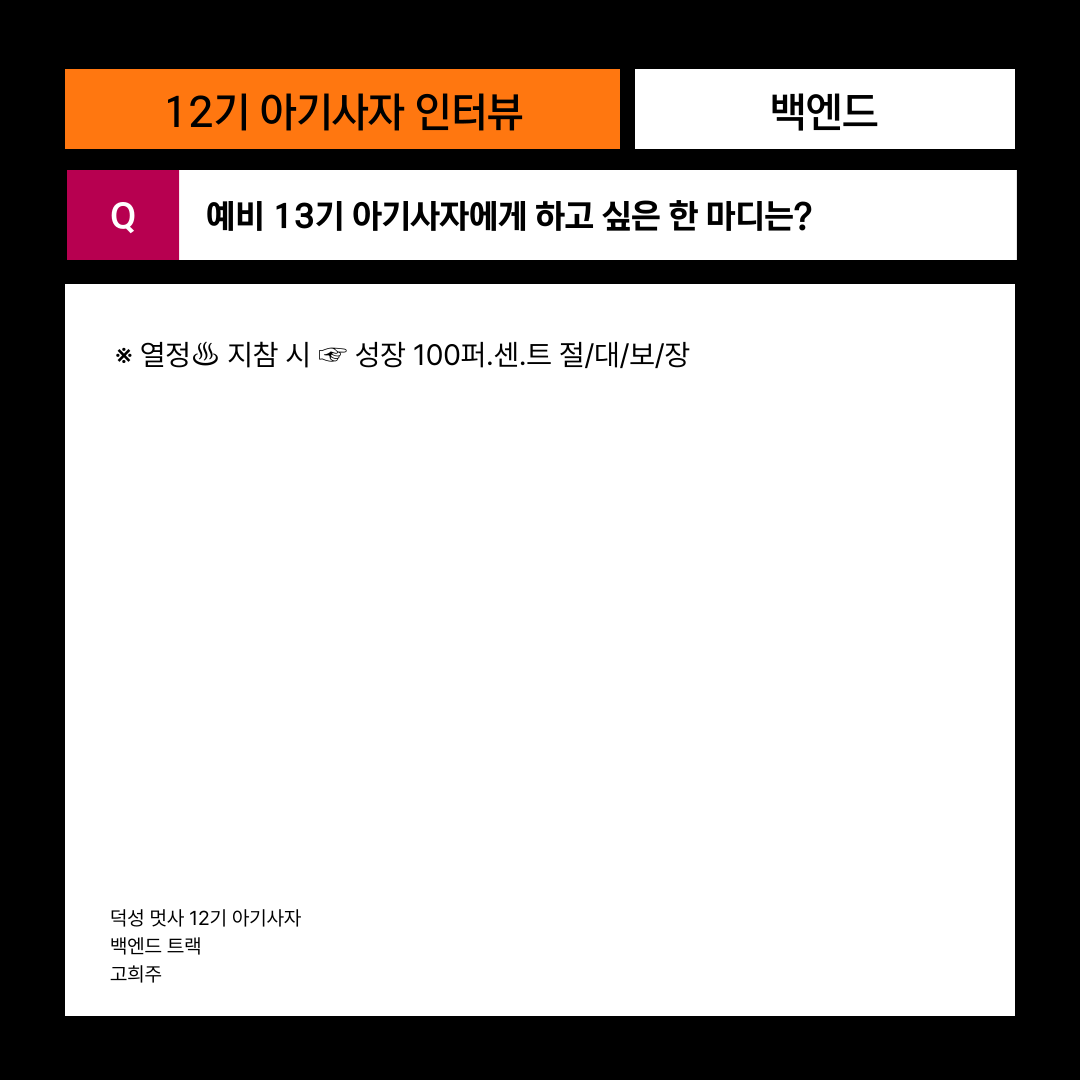 12기 아기사자 인터뷰
백엔드
Q
예비 13기 아기사자에게 하고 싶은 한 마디는?
※ 열정♨ 지참 시 ☞ 성장 100퍼.센.트 절/대/보/장
덕성 멋사 12기 아기사자
백엔드 트랙
고희주